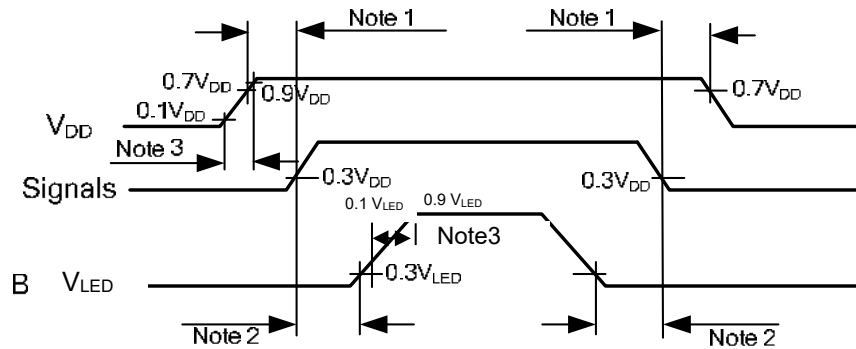 Note 1 Note 1
0.7VDD
0.9VDD 0.7VDD
0.1VDD
VDD
Note 3
Signals 0.3VDD 0.3VDD
0.1 VLED 0.9 VLED
Note3
B VLED 0.3VLED
Note 2 Note 2